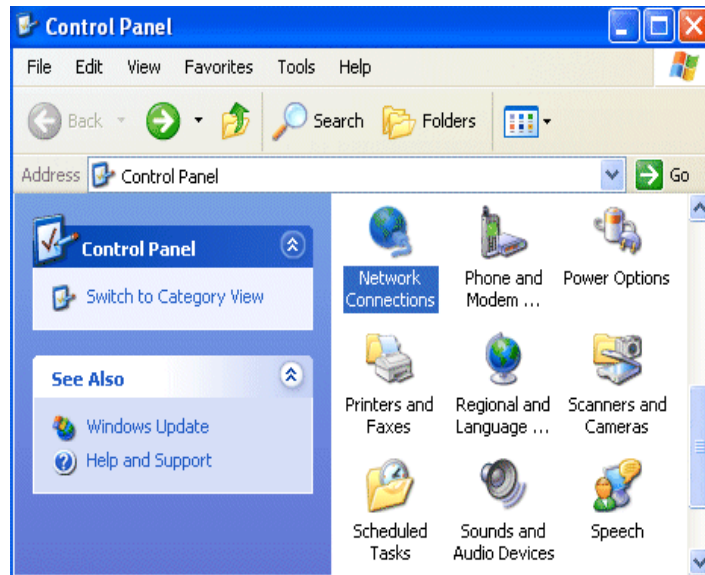 Control Panel
File Edit View Favorites Tools Help
Back Search Folders
Address Control Panel Go
Control Panel
Switch to Category View
See Also
Windows Update
Help and Support
Network Connections
Phone and Modem ...
Power Options
Printers and Faxes
Regional and Language ...
Scanners and Cameras
Scheduled Tasks
Sounds and Audio Devices
Speech